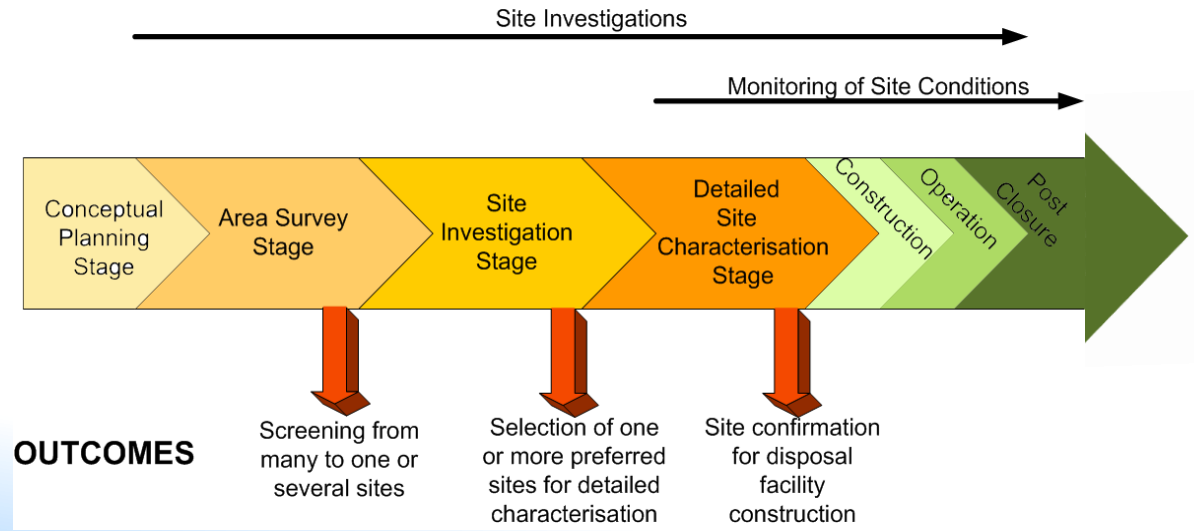 Site Investigations
Monitoring of Site Conditions
Conceptual
Planning
Stage
Area Survey
Stage
Site
Investigation
Stage
Detailed
Site
Characterisation
Stage
Construction
Operation
Post
Closure
OUTCOMES
Screening from
many to one or
several sites
Selection of one
or more preferred
sites for detailed
characterisation
Site confirmation
for disposal
facility
construction